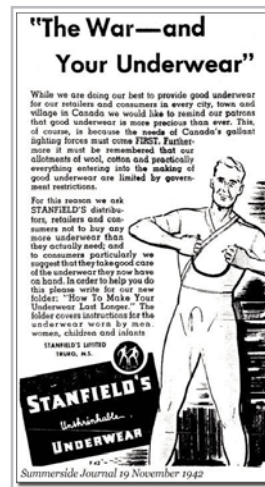 "The War—and
Your Underwear"
While we are doing our best to provide good underwear
for our retailers and consumers in every city, town and
village in Canada we would like to remind our patrons
that good underwear is more precious than ever. This,
of course, is because the needs of Canada's gallant
fighting forces must come FIRST. Further-
more it must be remembered that our
allotments of wool, cotton and practically
everything entering into the making of
good underwear are limited by govern-
ment restrictions.
For this reason we ask
STANFIELD'S distribu-
tors, retailers and con-
sumers not to buy any
more underwear than
they actually need; and
to consumers particularly we
suggest that they take good care
of the underwear they now have
on hand. In order to help you do
this please write for our new
folder: "How To Make Your
Underwear Last Longer." The
folder covers instructions for the
underwear worn by men,
women, children and infants
STANFIELD'S LIMITED
TRURO, N.S.
STANFIELD'S
Unshrinkable
UNDERWEAR
Summerside Journal 19 November 1942